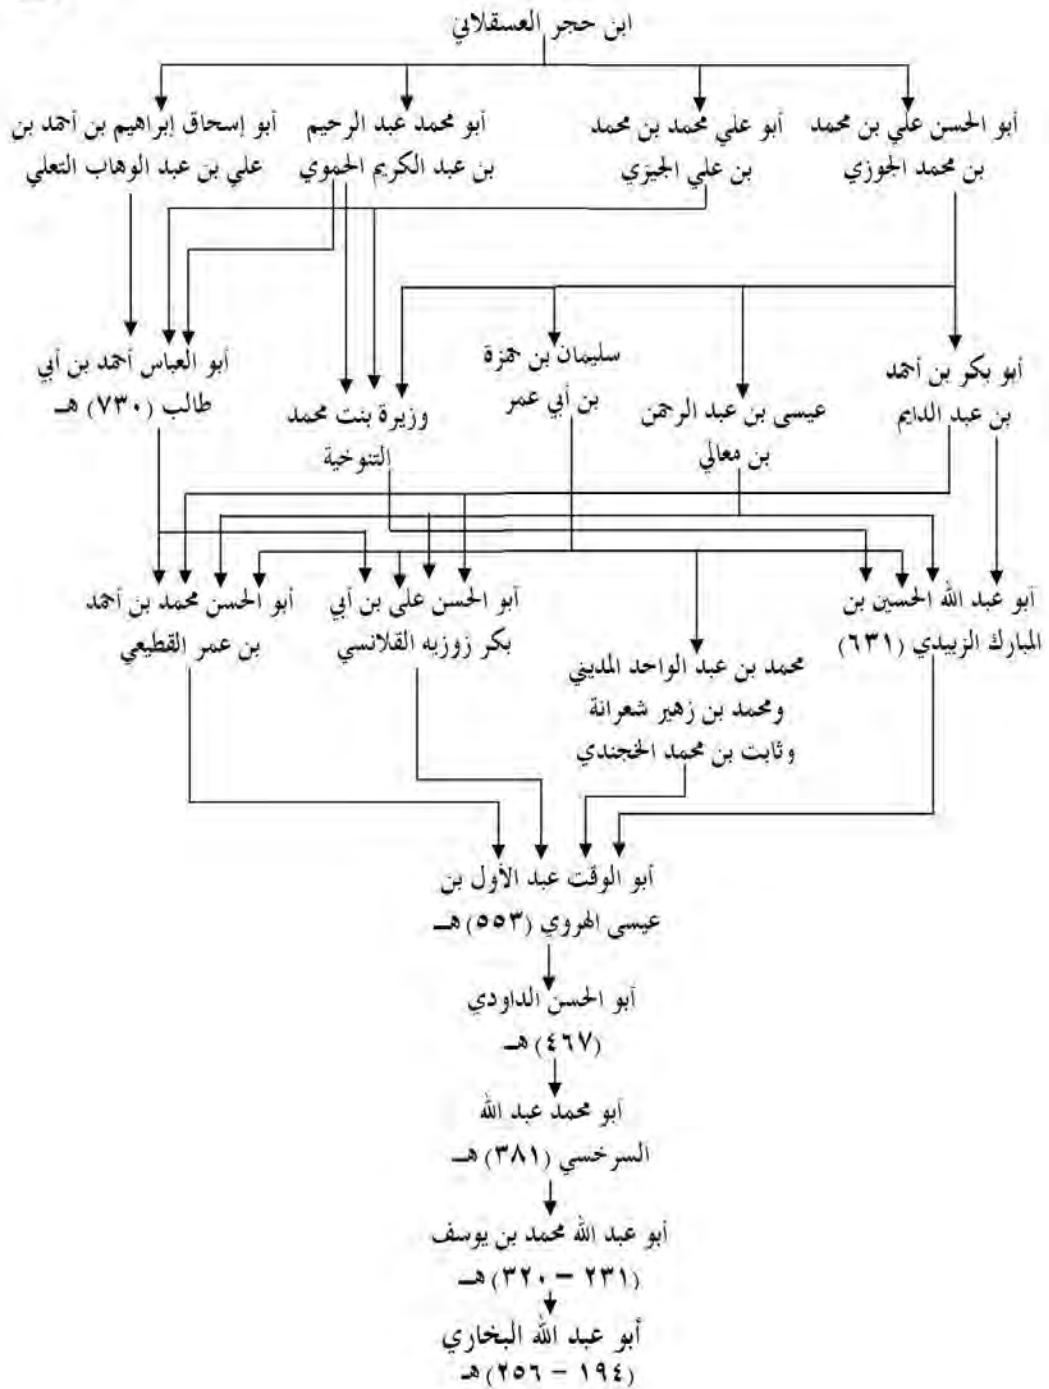 ابن حجر العسقلاني
أبو الحسن علي بن محمد
بن محمد الجوزي
أبو علي محمد بن محمد
بن علي الجيزي
أبو محمد عبد الرحيم
بن عبد الكريم الحموي
أبو إسحاق إبراهيم بن أحمد بن
علي بن عبد الوهاب التعلي
أبو بكر بن أحمد
بن عبد الدايم
عيسى بن عبد الرحمن
بن معالي
سليمان بن حمزة
بن أبي عمر
وزيرة بنت محمد
التنوخية
أبو العباس أحمد بن أبي
طالب (٧٣٠) هـ
أبو عبد الله الحسين بن
المبارك الزبيدي (٦٣١)
محمد بن عبد الواحد المديني
ومحمد بن زهير شعرانة
وثابت بن محمد الخجندي
أبو الحسن على بن أبي
بكر زوزبه القلانسي
أبو الحسن محمد بن أحمد
بن عمر القطيعي
أبو الوقت عبد الأول بن
عيسى الهروي (٥٥٣) هـ
أبو الحسن الداودي
(٤٦٧) هـ
أبو محمد عبد الله
السرخسي (٣٨١) هـ
أبو عبد الله محمد بن يوسف
(٢٣١ – ٣٢٠) هـ
أبو عبد الله البخاري
(١٩٤ – ٢٥٦) هـ